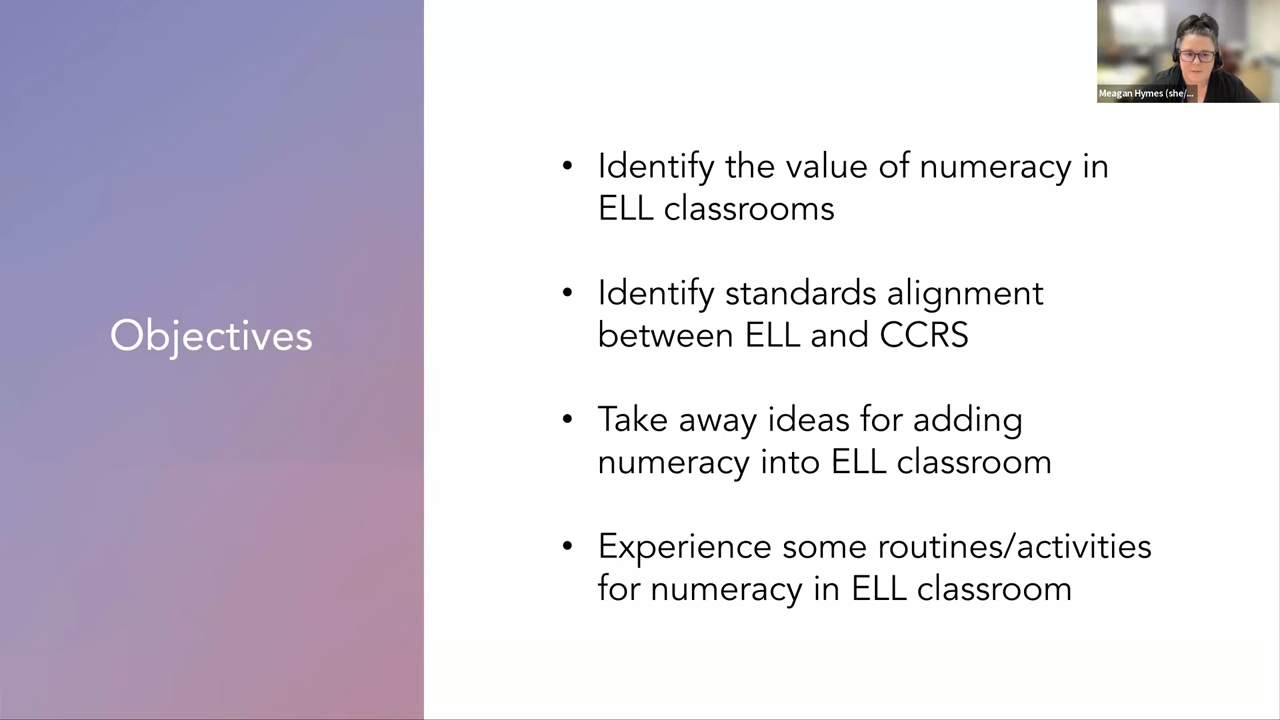 Meagan Hymes (she/...
Objectives
• Identify the value of numeracy in
ELL classrooms
• Identify standards alignment
between ELL and CCRS
• Take away ideas for adding
numeracy into ELL classroom
• Experience some routines/activities
for numeracy in ELL classroom